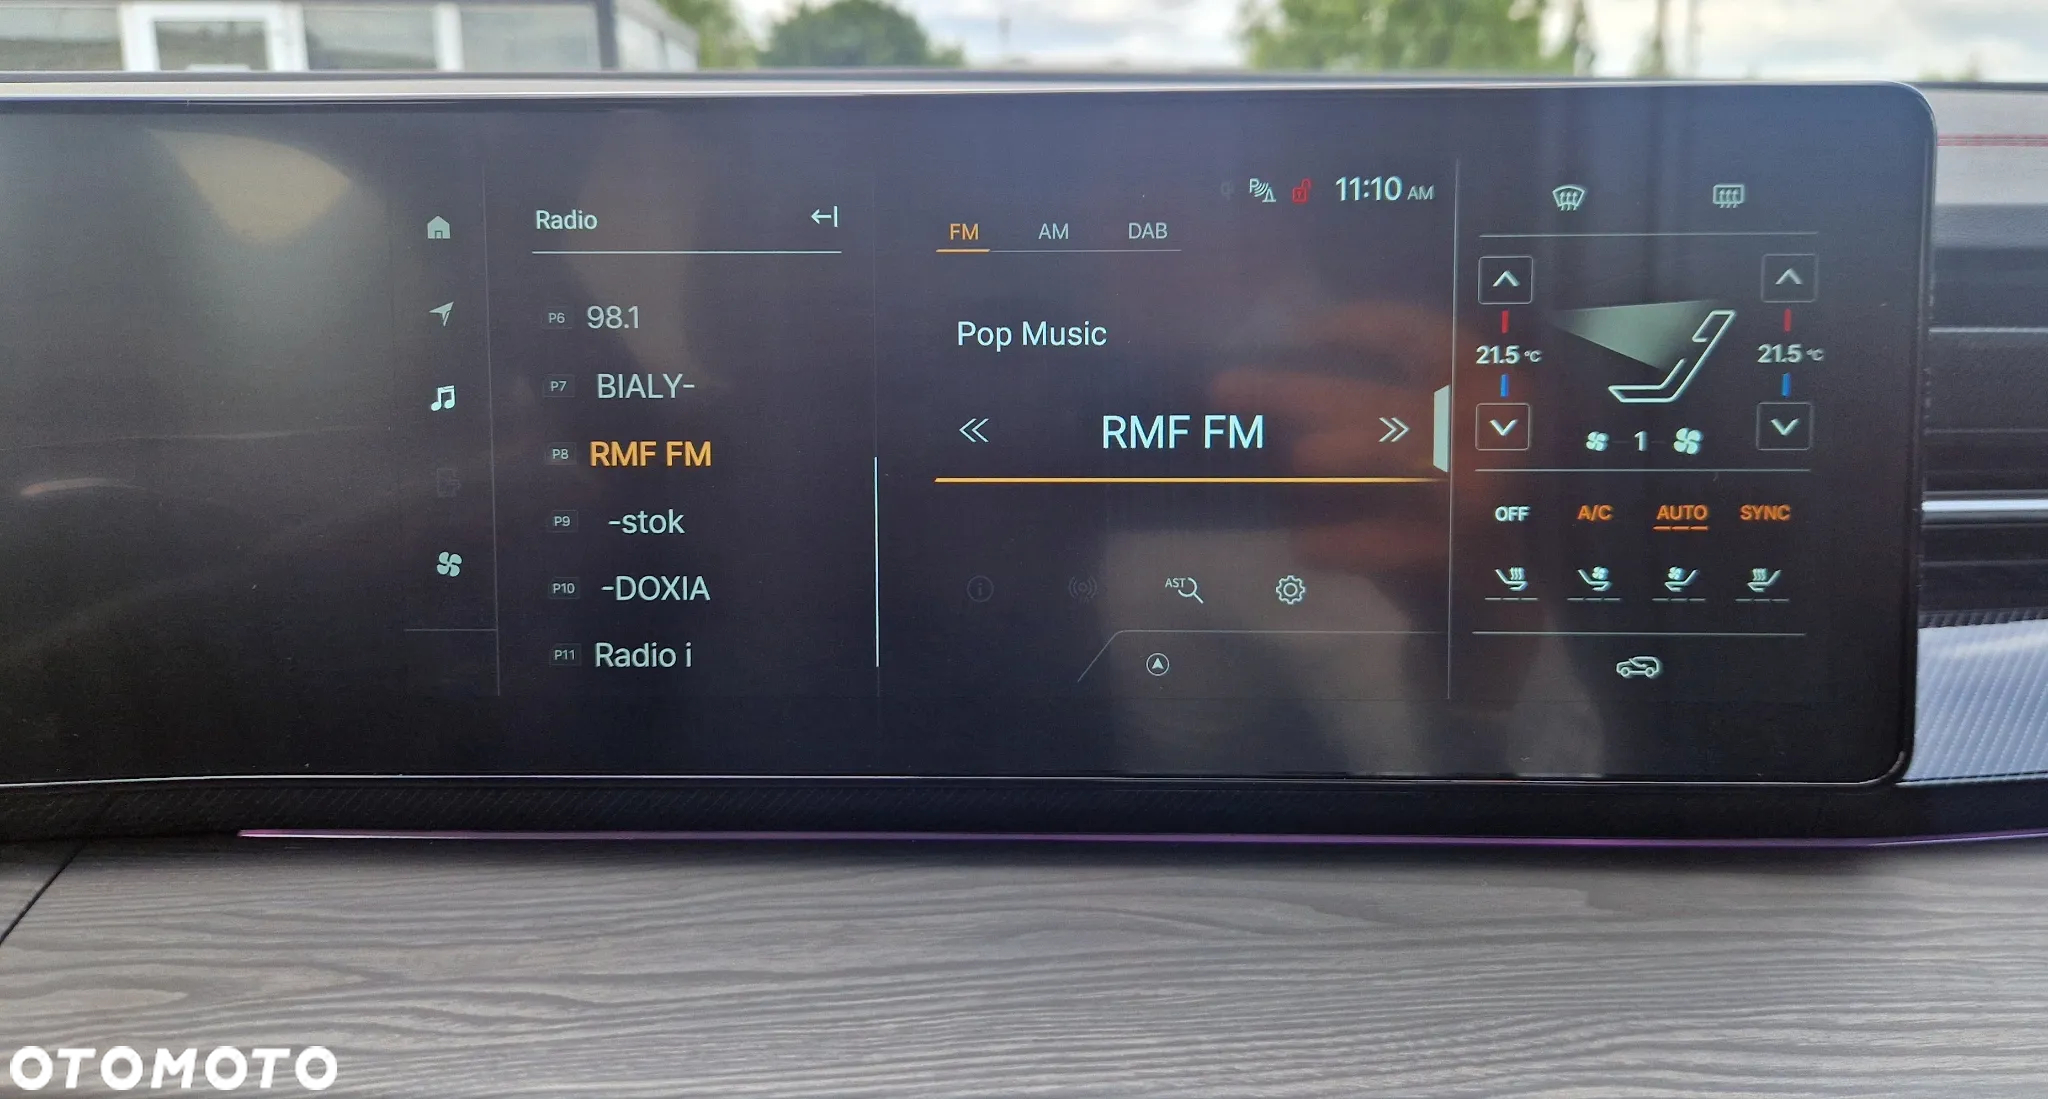 Radio
P6 98.1
P7 BIALY-
P8 RMF FM
P9 -stok
P10 -DOXIA
P11 Radio i
P 11:10 AM
FM AM DAB
Pop Music
RMF FM
AST
21.5 °C 21.5 °C
1
OFF A/C AUTO SYNC
OTOMOTO